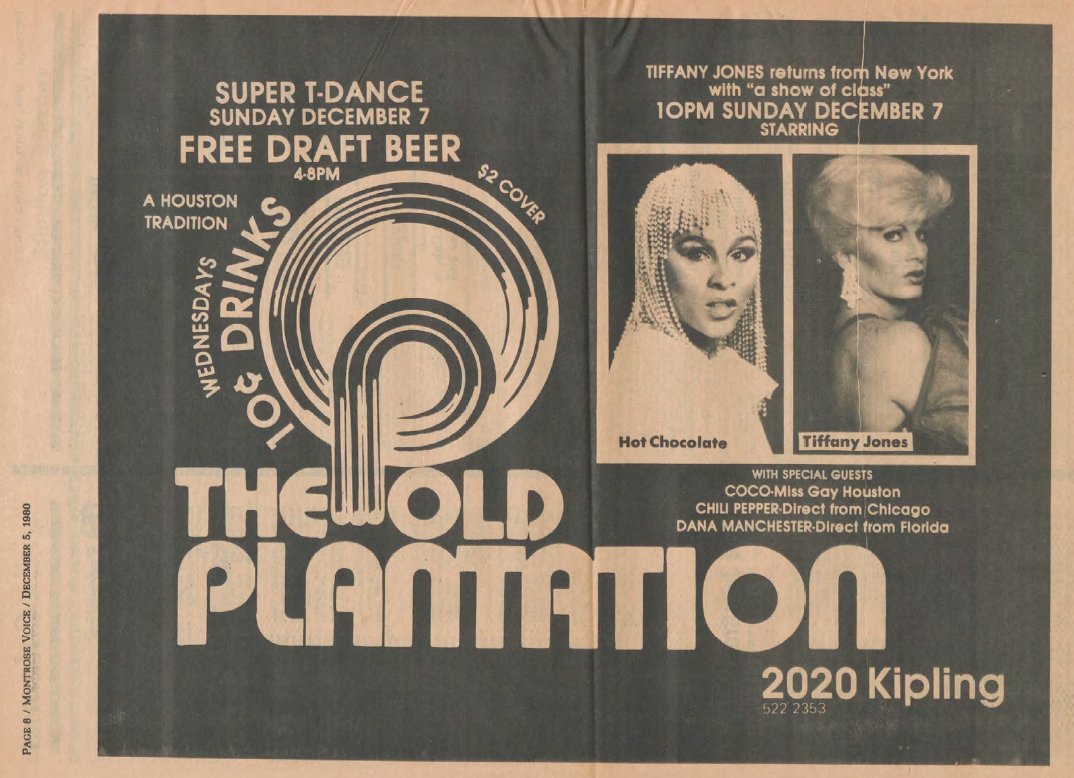 SUPER T-DANCE
SUNDAY DECEMBER 7
FREE DRAFT BEER
4-8PM
$2 COVER
A HOUSTON
TRADITION
WEDNESDAYS
10¢ DRINKS
THE OLD
PLANTATION
TIFFANY JONES returns from New York
with "a show of class"
10PM SUNDAY DECEMBER 7
STARRING
Hot Chocolate
Tiffany Jones
WITH SPECIAL GUESTS
COCO-Miss Gay Houston
CHILI PEPPER-Direct from Chicago
DANA MANCHESTER-Direct from Florida
2020 Kipling
522 2353
PAGE 8 / MONTROSE VOICE / DECEMBER 5, 1980